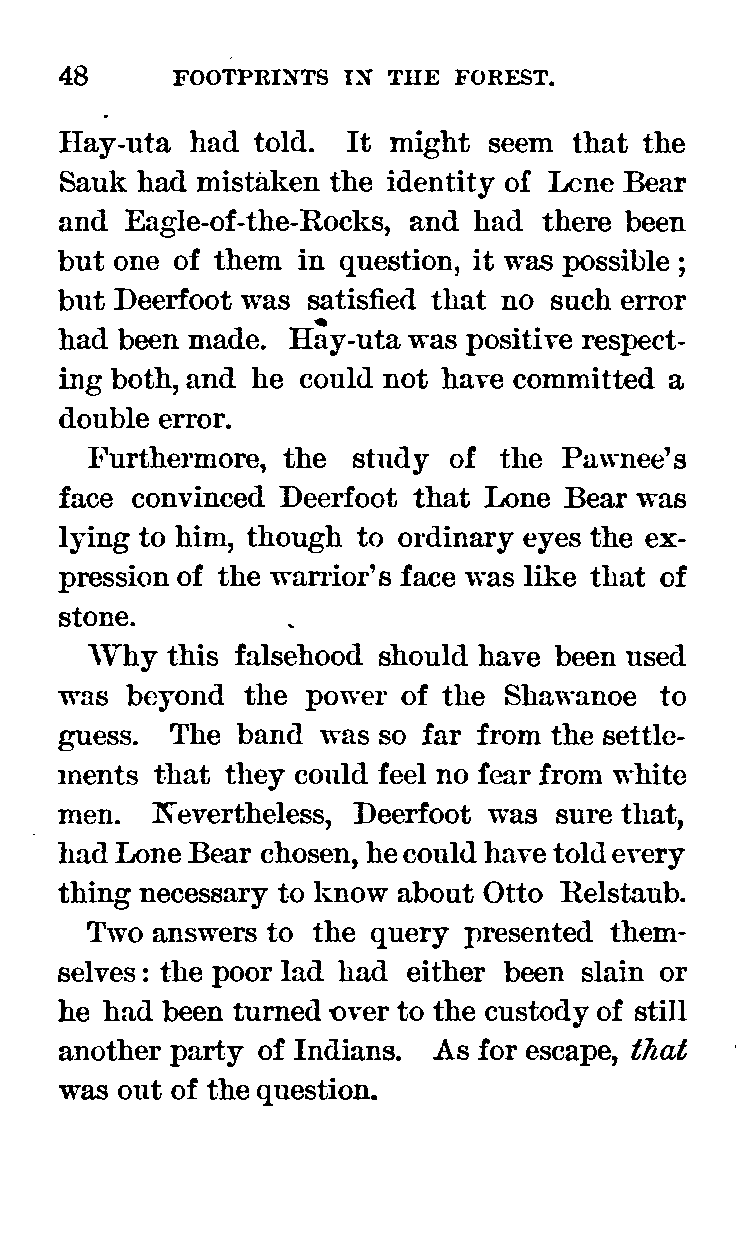 48 FOOTPRINTS IN THE FOREST.
Hay-uta had told. It might seem that the
Sauk had mistaken the identity of Lone Bear
and Eagle-of-the-Rocks, and had there been
but one of them in question, it was possible;
but Deerfoot was satisfied that no such error
had been made. Hay-uta was positive respect-
ing both, and he could not have committed a
double error.
Furthermore, the study of the Pawnee's
face convinced Deerfoot that Lone Bear was
lying to him, though to ordinary eyes the ex-
pression of the warrior's face was like that of
stone.
Why this falsehood should have been used
was beyond the power of the Shawanoe to
guess. The band was so far from the settle-
ments that they could feel no fear from white
men. Nevertheless, Deerfoot was sure that,
had Lone Bear chosen, he could have told every
thing necessary to know about Otto Relstaub.
Two answers to the query presented them-
selves: the poor lad had either been slain or
he had been turned over to the custody of still
another party of Indians. As for escape, that
was out of the question.